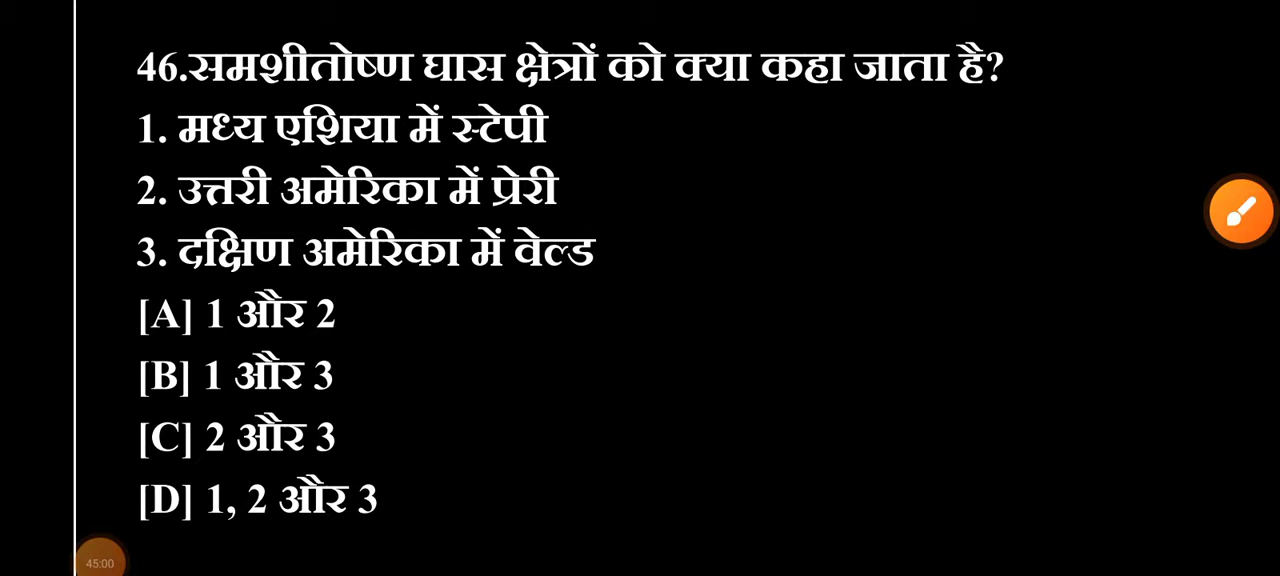 46.समशीतोष्ण घास क्षेत्रों को क्या कहा जाता है?
1. मध्य एशिया में स्टेपी
2. उत्तरी अमेरिका में प्रेरी
3. दक्षिण अमेरिका में वेल्ड
[A] 1 और 2
[B] 1 और 3
[C] 2 और 3
[D] 1, 2 और 3
45:00